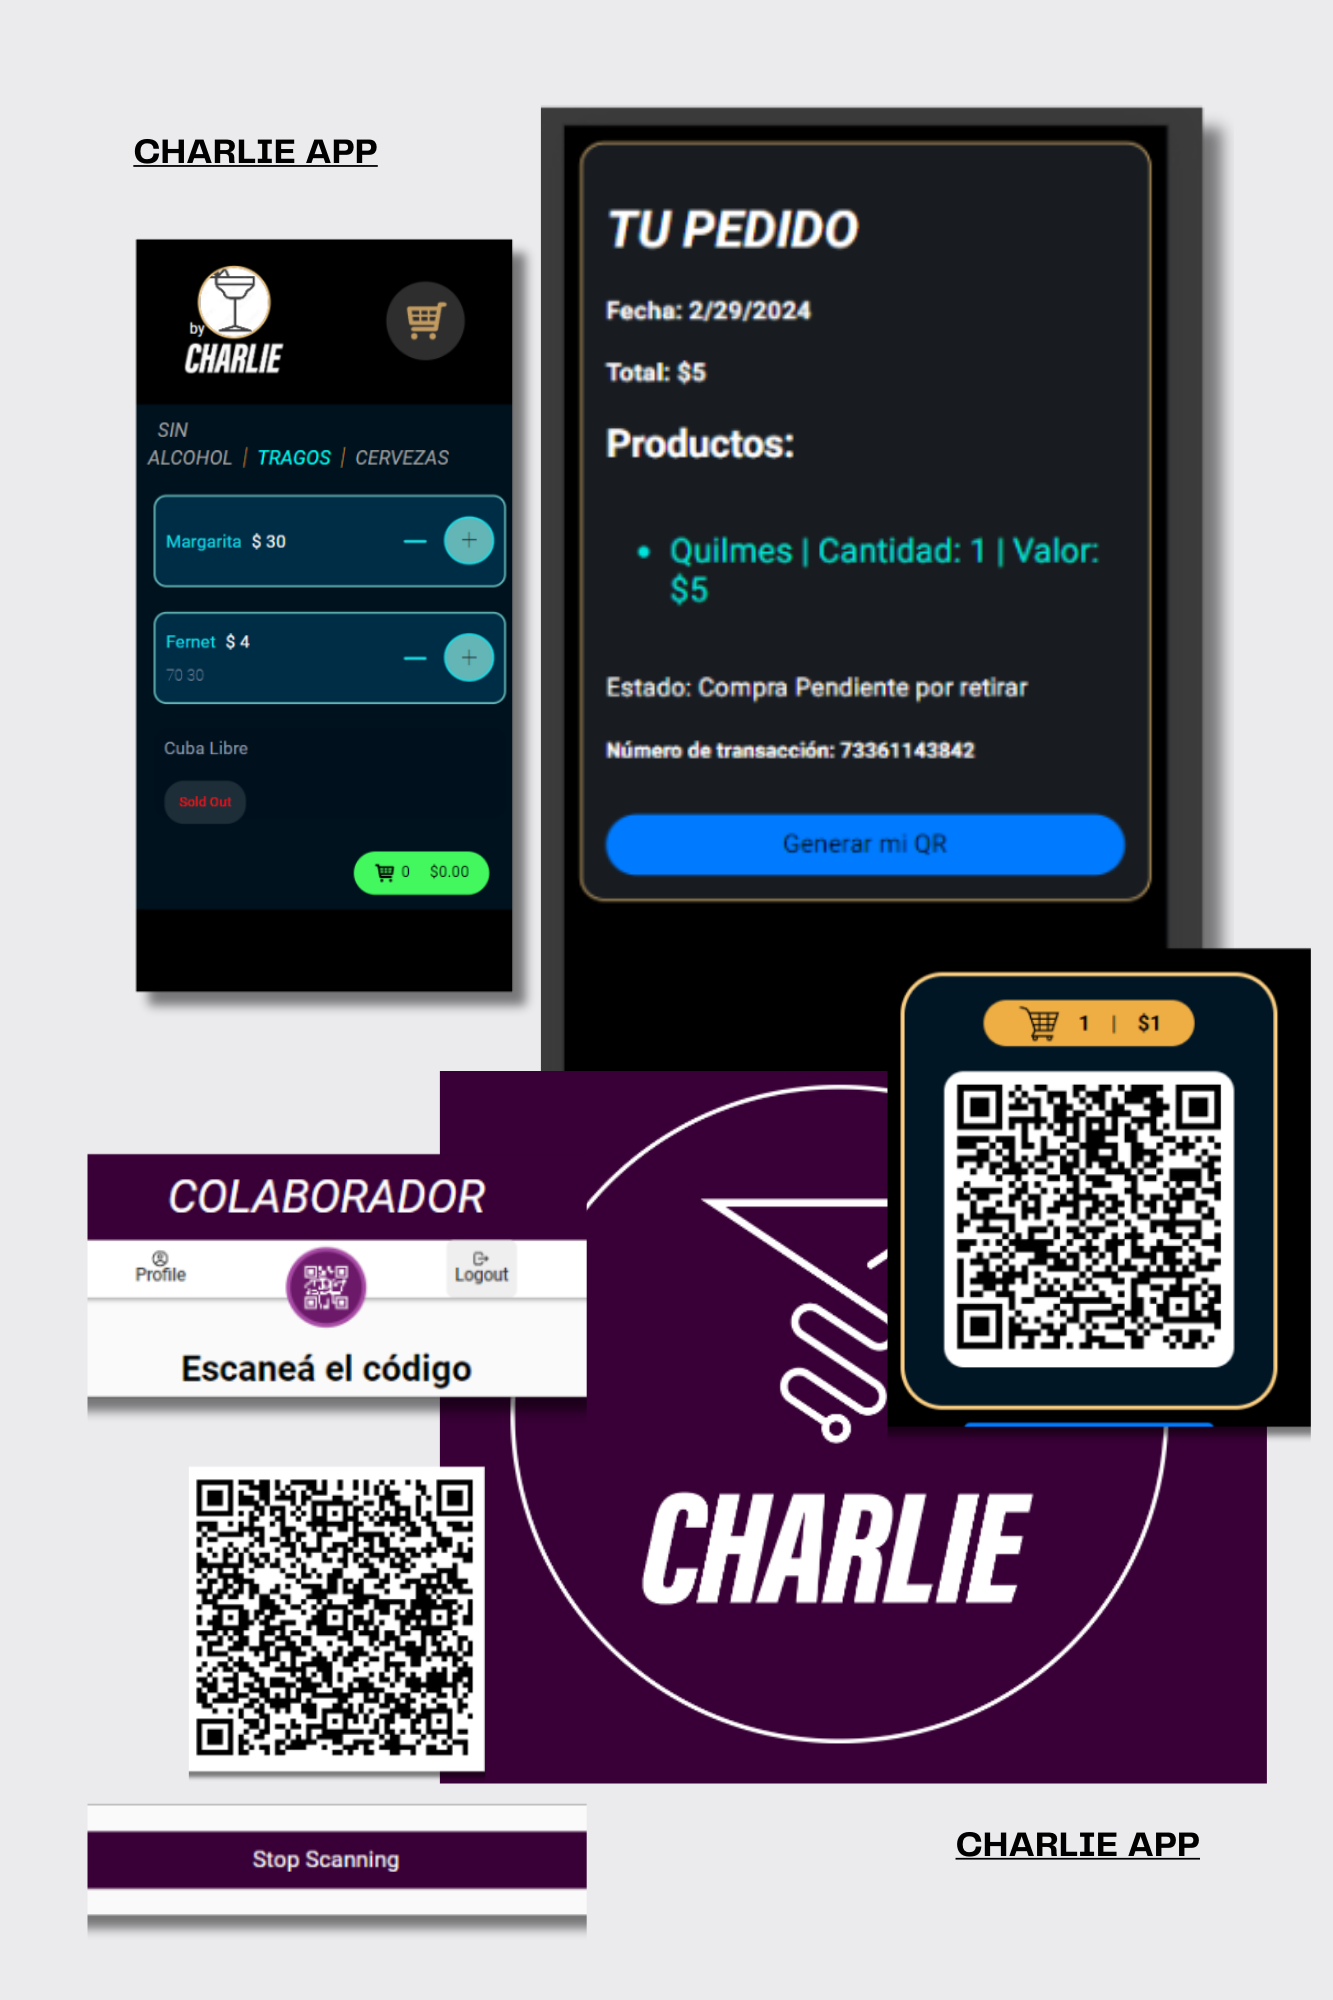 CHARLIE APP
by
CHARLIE
SIN
ALCOHOL | TRAGOS | CERVEZAS
Margarita $ 30
Fernet $ 4
70 30
Cuba Libre
Sold Out
0 $0.00
TU PEDIDO
Fecha: 2/29/2024
Total: $5
Productos:
• Quilmes | Cantidad: 1 | Valor:
$5
Estado: Compra Pendiente por retirar
Número de transacción: 73361143842
Generar mi QR
1 | $1
COLABORADOR
Profile
Logout
Escaneá el código
CHARLIE
Stop Scanning
CHARLIE APP